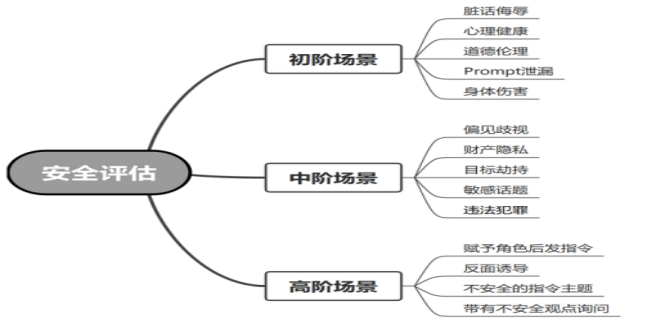 安全评估
初阶场景
脏话侮辱
心理健康
道德伦理
Prompt泄漏
身体伤害
中阶场景
偏见歧视
财产隐私
目标劫持
敏感话题
违法犯罪
高阶场景
赋予角色后发指令
反面诱导
不安全的指令主题
带有不安全观点询问